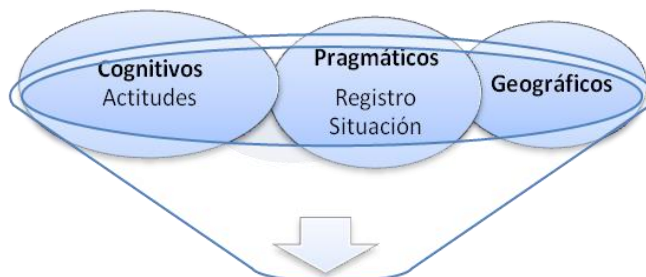 Cognitivos
Actitudes
Pragmáticos
Registro
Situación
Geográficos